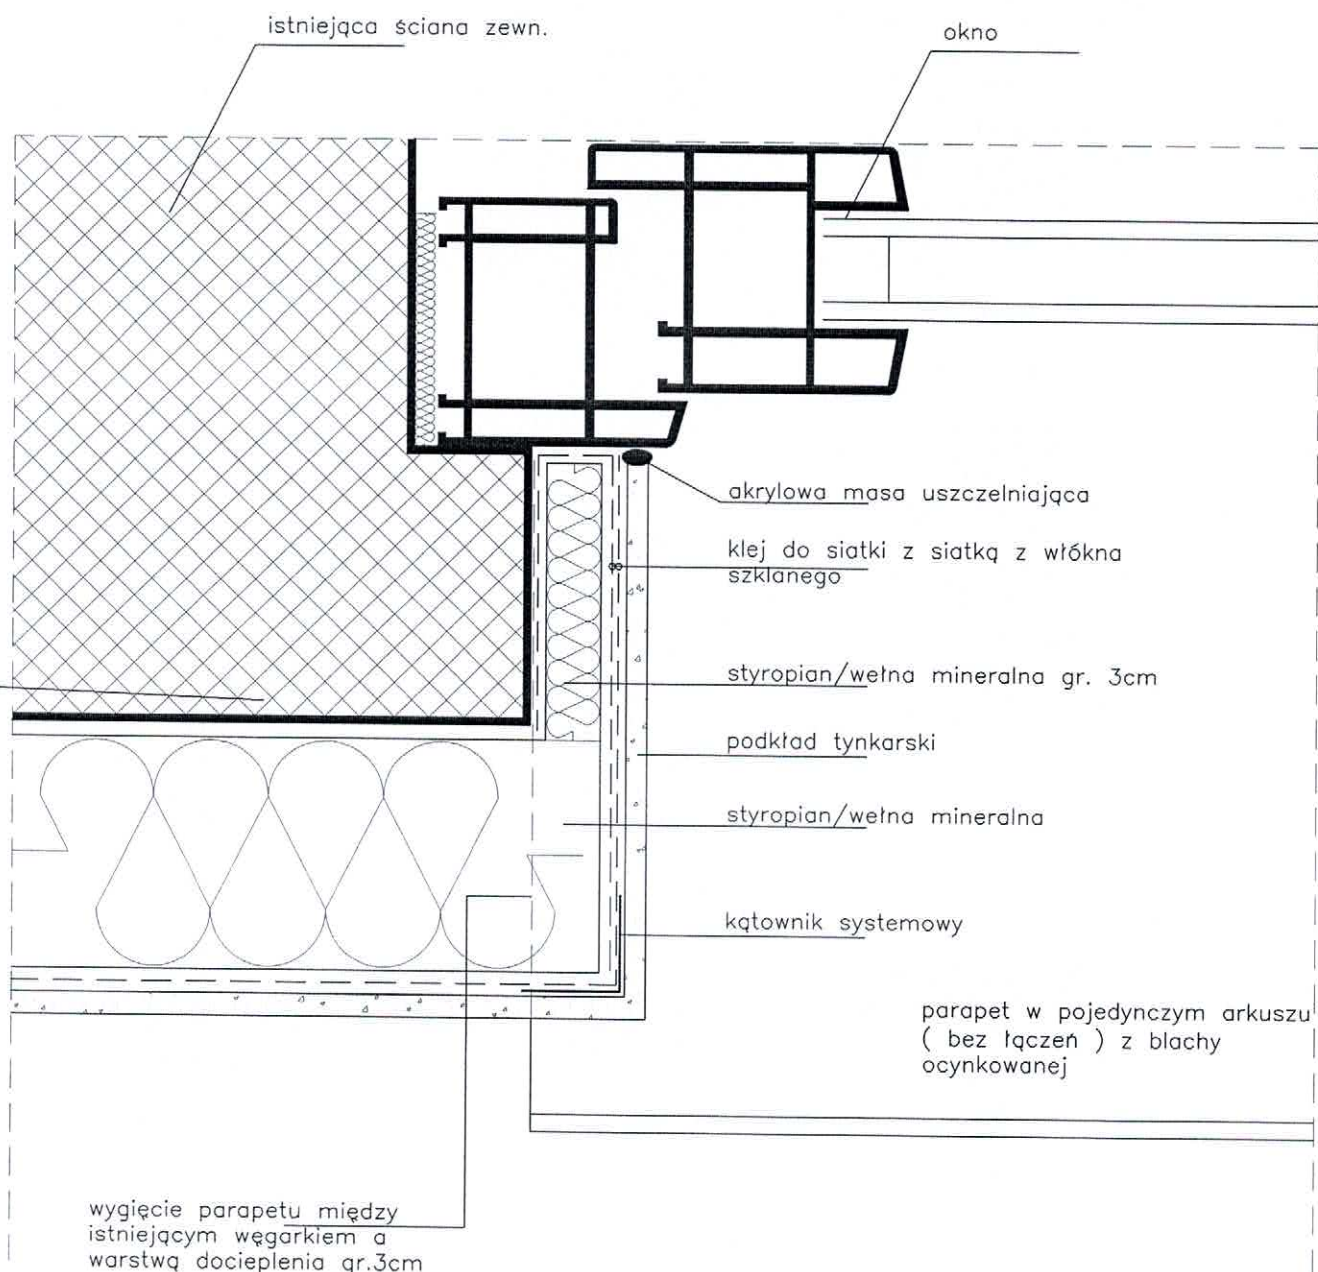 istniejąca ściana zewn.
okno
akrylowa masa uszczelniająca
klej do siatki z siatką z włókna
szklanego
styropian/wełna mineralna gr. 3cm
podkład tynkarski
styropian/wełna mineralna
kątownik systemowy
parapet w pojedynczym arkuszu
( bez łączeń ) z blachy
ocynkowanej
wygięcie parapetu między
istniejącym węgarkiem a
warstwą docieplenia gr.3cm